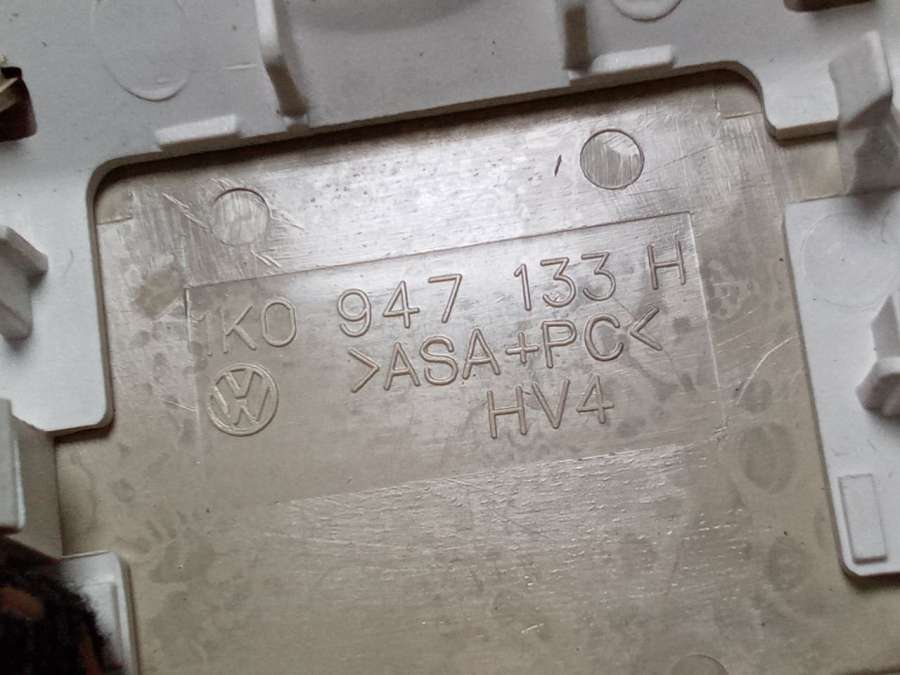 1K0 947 133 H
>ASA+PC<
HV4